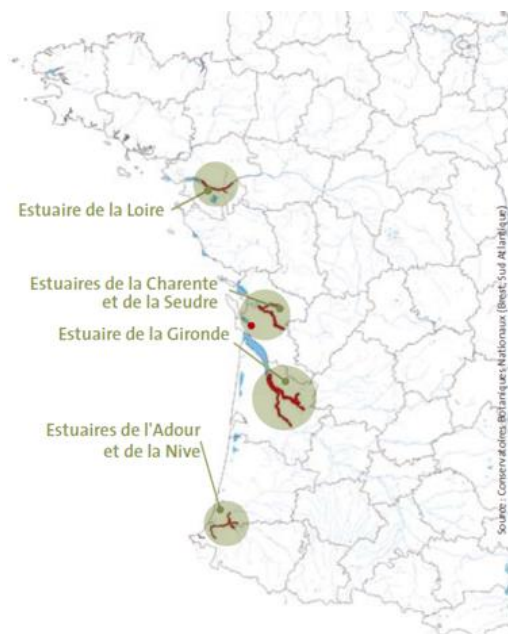 Estuaire de la Loire
Estuaires de la Charente
et de la Seudre
Estuaire de la Gironde
Estuaires de l'Adour
et de la Nive
Source : Conservatoires Botaniques Nationaux (Brest, Sud Atlantique)